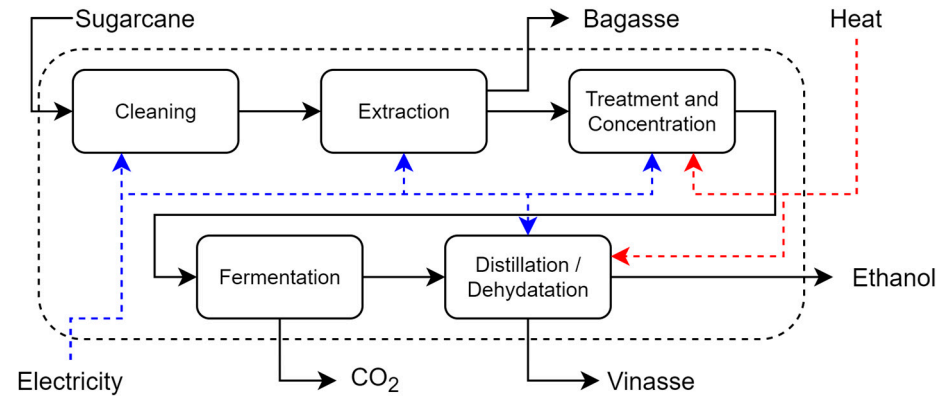 Sugarcane
Bagasse
Heat
Cleaning
Extraction
Treatment and
Concentration
Fermentation
Distillation /
Dehydatation
Ethanol
Electricity
CO₂
Vinasse